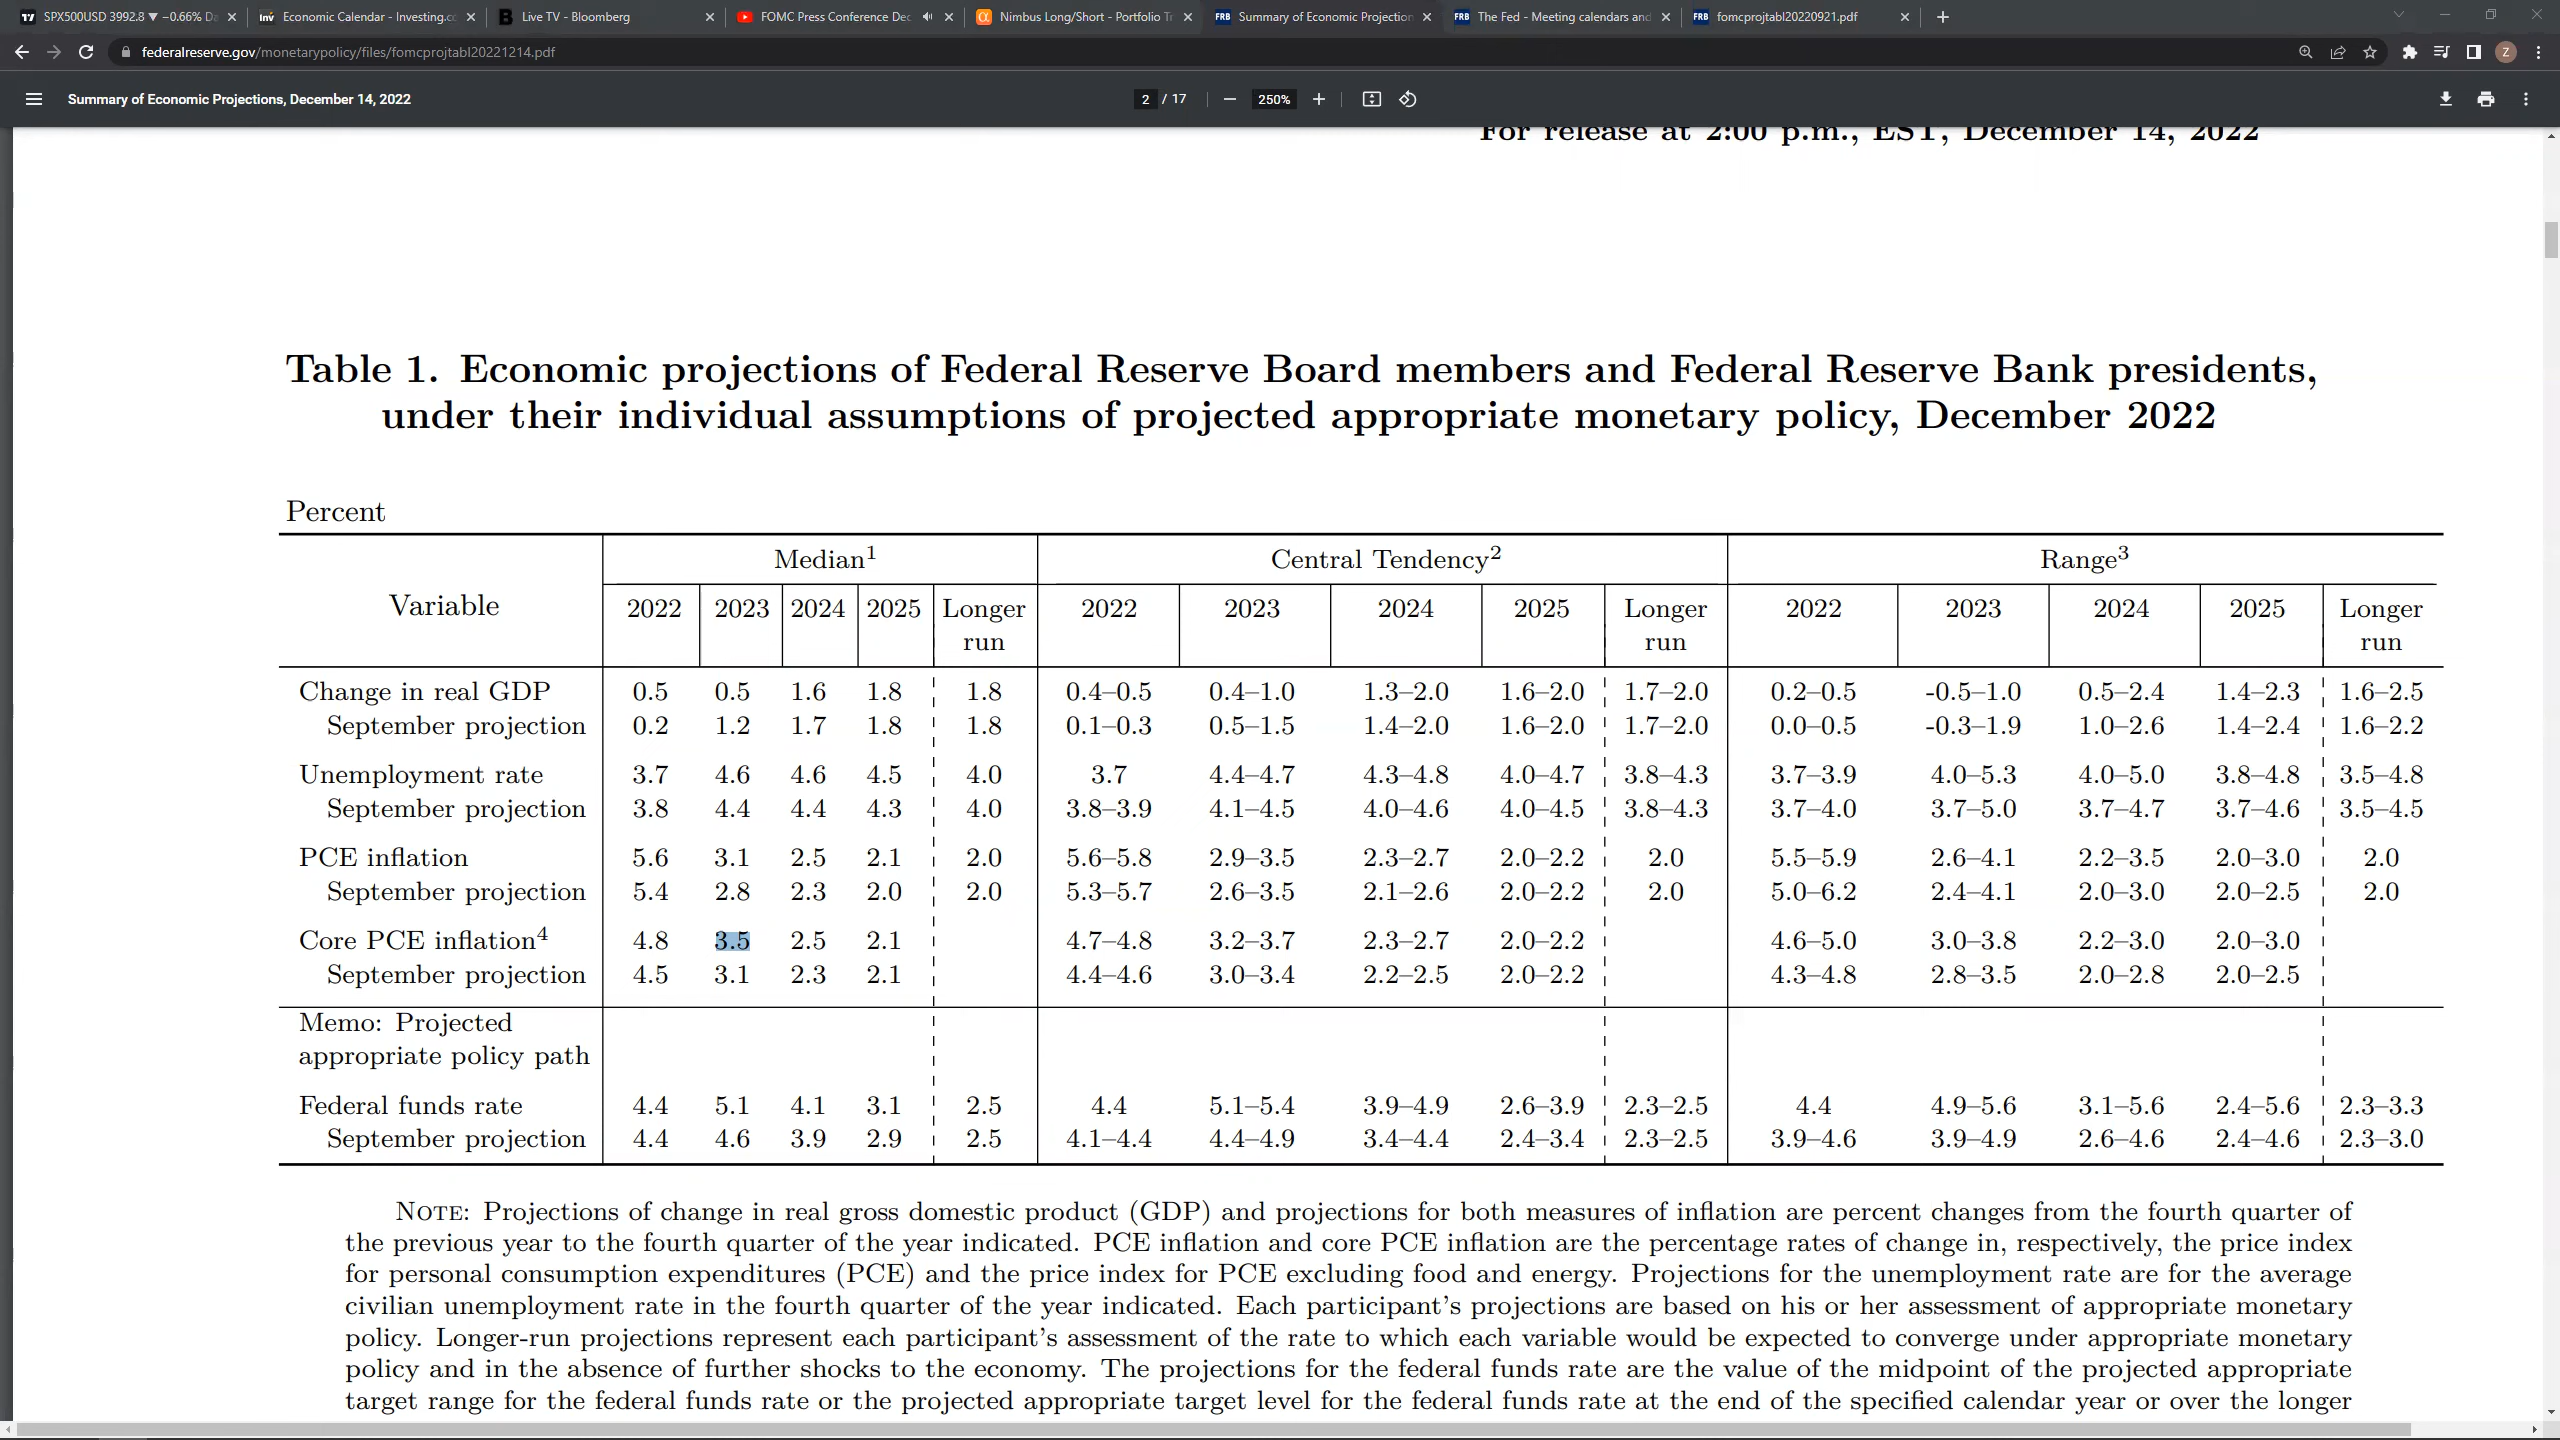 SPX500USD 3992.8 ▼ −0.66% Da
Economic Calendar - Investing.co
Live TV - Bloomberg
FOMC Press Conference Dec
Nimbus Long/Short - Portfolio Tr
FRB Summary of Economic Projection
FRB The Fed - Meeting calendars and
FRB fomcprojtabl20220921.pdf
federalreserve.gov/monetarypolicy/files/fomcprojtabl20221214.pdf
Z
Summary of Economic Projections, December 14, 2022
2 / 17
250%
For release at 2:00 p.m., EST, December 14, 2022
Table 1. Economic projections of Federal Reserve Board members and Federal Reserve Bank presidents,
under their individual assumptions of projected appropriate monetary policy, December 2022
Percent
Variable Median1 Central Tendency2 Range3
2022 2023 2024 2025 Longer run 2022 2023 2024 2025 Longer run 2022 2023 2024 2025 Longer run
Change in real GDP 0.5 0.5 1.6 1.8 1.8 0.4–0.5 0.4–1.0 1.3–2.0 1.6–2.0 1.7–2.0 0.2–0.5 -0.5–1.0 0.5–2.4 1.4–2.3 1.6–2.5
September projection 0.2 1.2 1.7 1.8 1.8 0.1–0.3 0.5–1.5 1.4–2.0 1.6–2.0 1.7–2.0 0.0–0.5 -0.3–1.9 1.0–2.6 1.4–2.4 1.6–2.2
Unemployment rate 3.7 4.6 4.6 4.5 4.0 3.7 4.4–4.7 4.3–4.8 4.0–4.7 3.8–4.3 3.7–3.9 4.0–5.3 4.0–5.0 3.8–4.8 3.5–4.8
September projection 3.8 4.4 4.4 4.3 4.0 3.8–3.9 4.1–4.5 4.0–4.6 4.0–4.5 3.8–4.3 3.7–4.0 3.7–5.0 3.7–4.7 3.7–4.6 3.5–4.5
PCE inflation 5.6 3.1 2.5 2.1 2.0 5.6–5.8 2.9–3.5 2.3–2.7 2.0–2.2 2.0 5.5–5.9 2.6–4.1 2.2–3.5 2.0–3.0 2.0
September projection 5.4 2.8 2.3 2.0 2.0 5.3–5.7 2.6–3.5 2.1–2.6 2.0–2.2 2.0 5.0–6.2 2.4–4.1 2.0–3.0 2.0–2.5 2.0
Core PCE inflation4 4.8 3.5 2.5 2.1 4.7–4.8 3.2–3.7 2.3–2.7 2.0–2.2 4.6–5.0 3.0–3.8 2.2–3.0 2.0–3.0
September projection 4.5 3.1 2.3 2.1 4.4–4.6 3.0–3.4 2.2–2.5 2.0–2.2 4.3–4.8 2.8–3.5 2.0–2.8 2.0–2.5
Memo: Projected
appropriate policy path
Federal funds rate 4.4 5.1 4.1 3.1 2.5 4.4 5.1–5.4 3.9–4.9 2.6–3.9 2.3–2.5 4.4 4.9–5.6 3.1–5.6 2.4–5.6 2.3–3.3
September projection 4.4 4.6 3.9 2.9 2.5 4.1–4.4 4.4–4.9 3.4–4.4 2.4–3.4 2.3–2.5 3.9–4.6 3.9–4.9 2.6–4.6 2.4–4.6 2.3–3.0
NOTE: Projections of change in real gross domestic product (GDP) and projections for both measures of inflation are percent changes from the fourth quarter of
the previous year to the fourth quarter of the year indicated. PCE inflation and core PCE inflation are the percentage rates of change in, respectively, the price index
for personal consumption expenditures (PCE) and the price index for PCE excluding food and energy. Projections for the unemployment rate are for the average
civilian unemployment rate in the fourth quarter of the year indicated. Each participant's projections are based on his or her assessment of appropriate monetary
policy. Longer-run projections represent each participant's assessment of the rate to which each variable would be expected to converge under appropriate monetary
policy and in the absence of further shocks to the economy. The projections for the federal funds rate are the value of the midpoint of the projected appropriate
target range for the federal funds rate or the projected appropriate target level for the federal funds rate at the end of the specified calendar year or over the longer